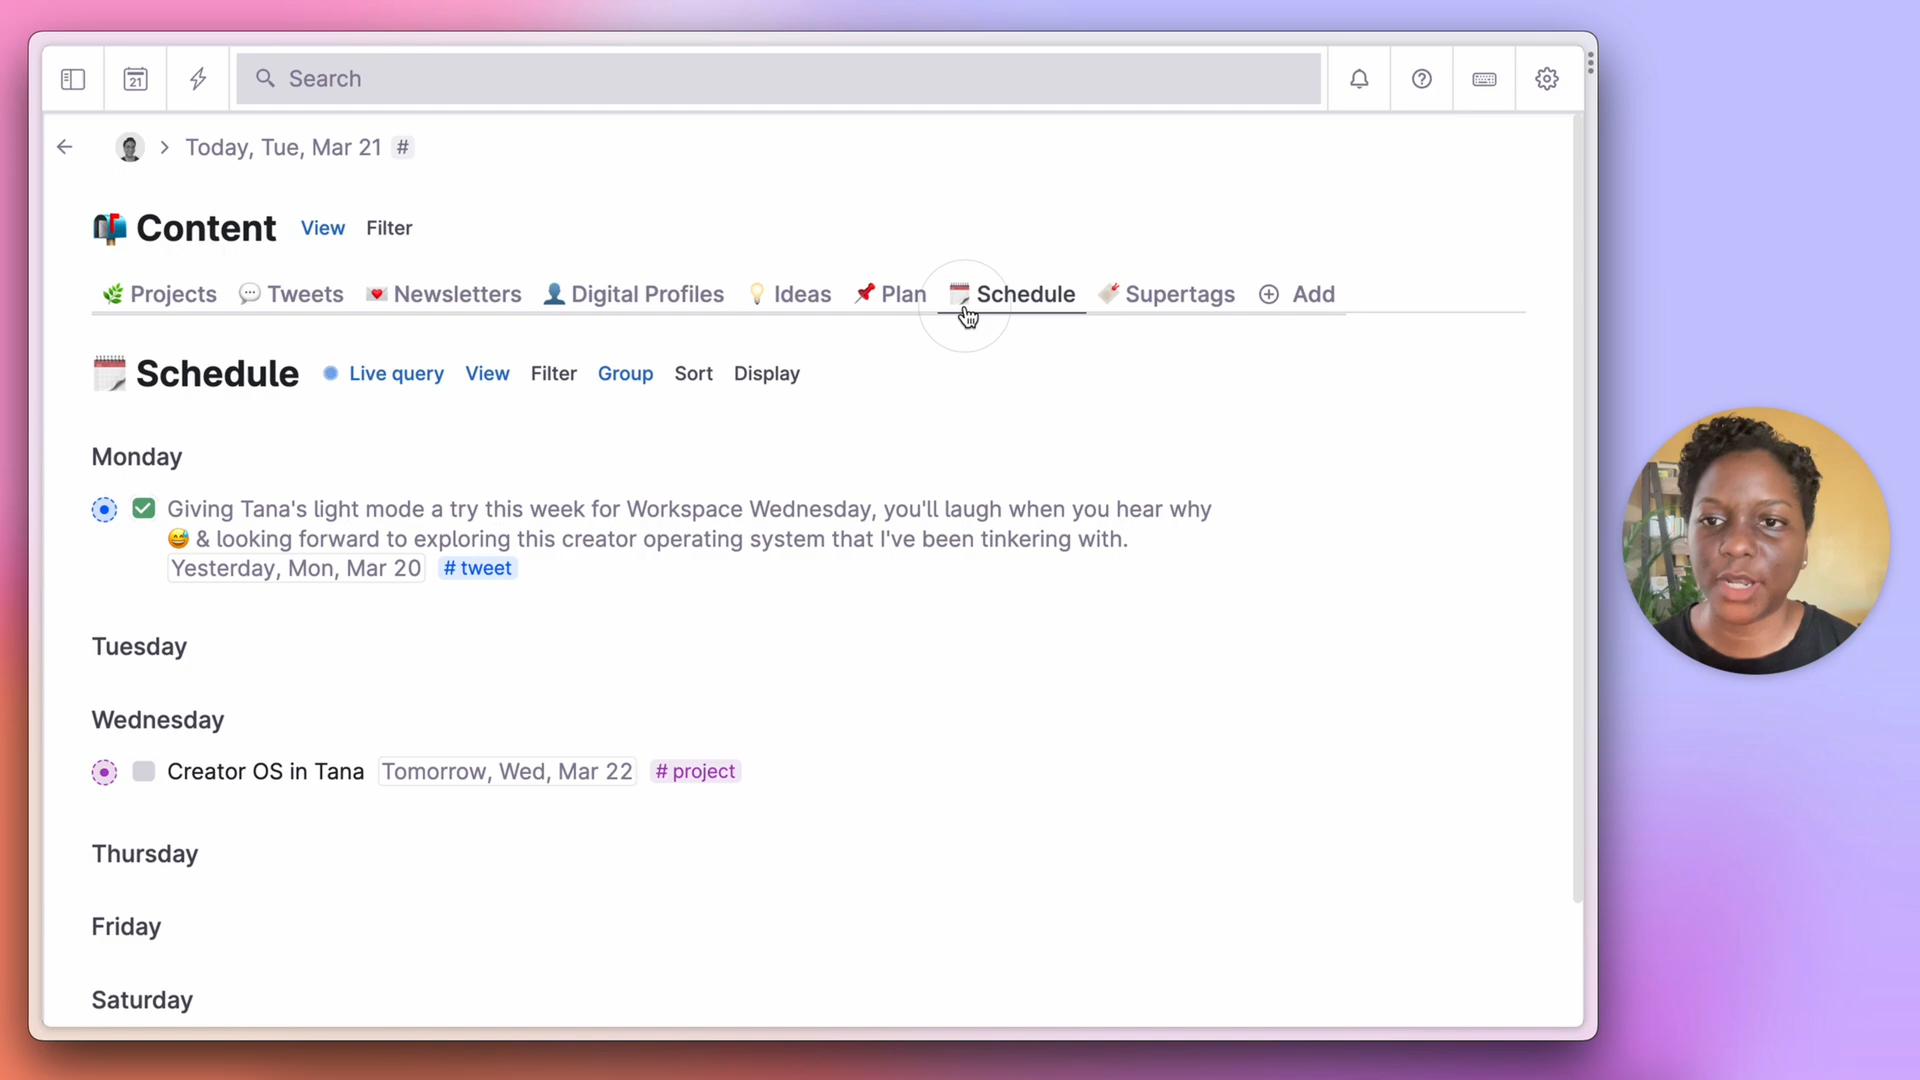 21
Search
Today, Tue, Mar 21 #
Content View Filter
Projects Tweets Newsletters Digital Profiles Ideas Plan Schedule Supertags Add
Schedule Live query View Filter Group Sort Display
Monday
Giving Tana's light mode a try this week for Workspace Wednesday, you'll laugh when you hear why
😅 & looking forward to exploring this creator operating system that I've been tinkering with.
Yesterday, Mon, Mar 20 # tweet
Tuesday
Wednesday
Creator OS in Tana Tomorrow, Wed, Mar 22 # project
Thursday
Friday
Saturday